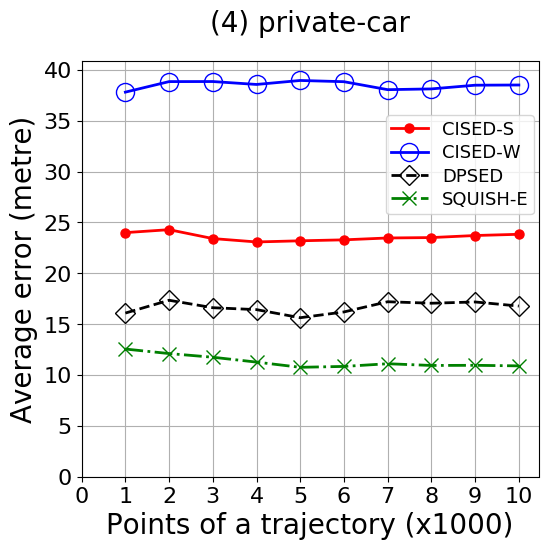 (4) private-car
Average error (metre)
40
35
30
25
20
15
10
5
0
CISED-S
CISED-W
DPSED
SQUISH-E
0 1 2 3 4 5 6 7 8 9 10
Points of a trajectory (x1000)